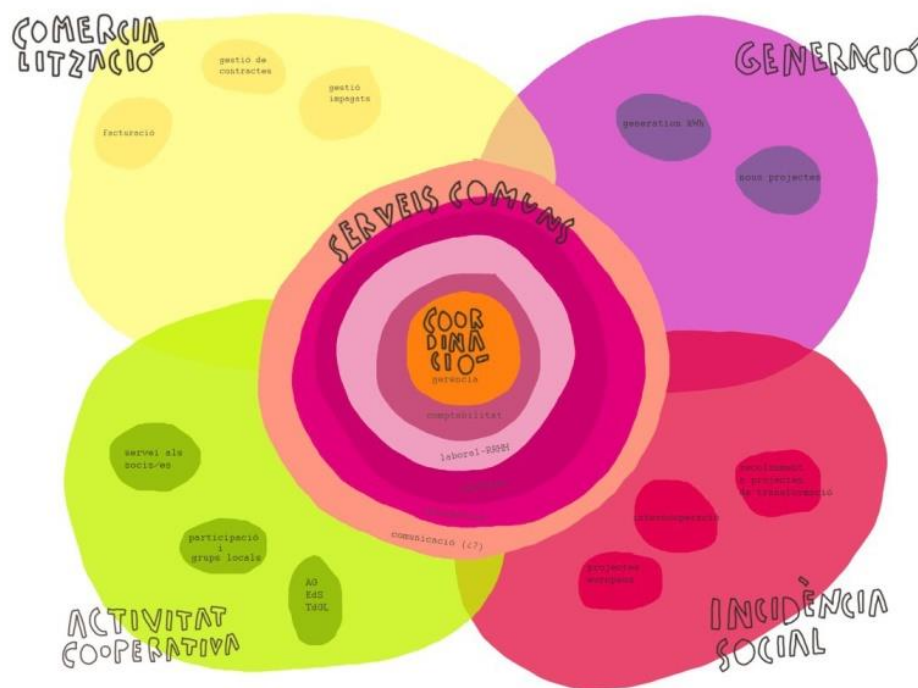 COMERCIA
LITZACIÓ
GENERACIÓ
gestió de
contractes
gestió
impagats
facturació
generation kWh
nous projectes
SERVEIS COMUNS
COOR
DINA
CIÓ
gerència
comptabilitat
laboral-RRHH
comunicació (¿?)
servei als
socis/es
participació
i
grups locals
AG
EdS
TdGL
ACTIVITAT
COOPERATIVA
projectes
de transformació
intercooperació
projectes
europeus
INCIDÈNCIA
SOCIAL